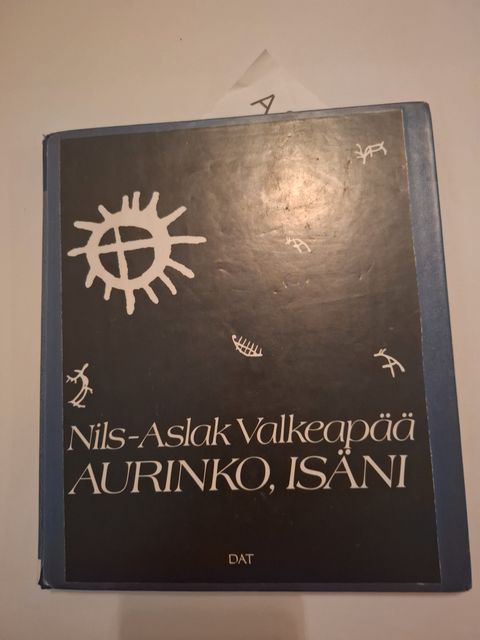 A
Nils-Aslak Valkeapää
AURINKO, ISÄNI
DAT